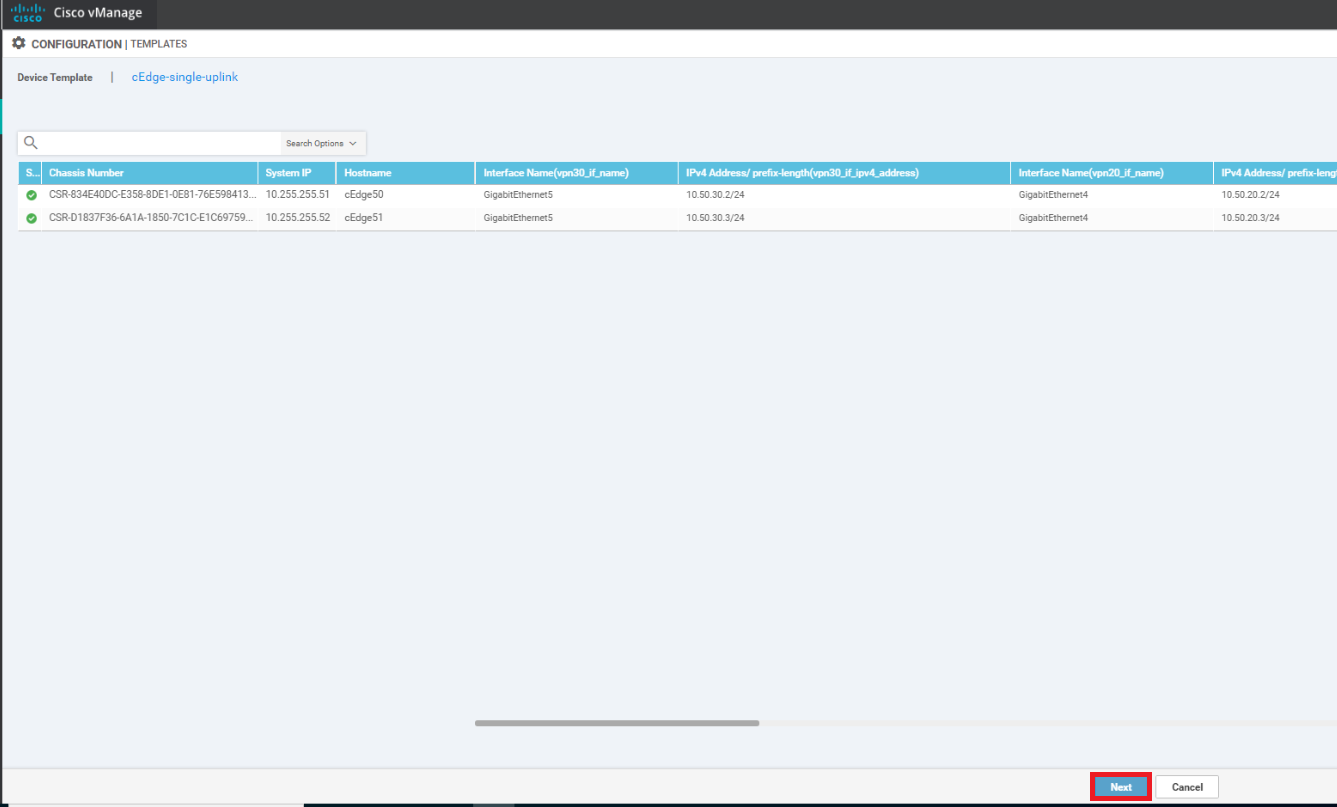 cisco Cisco vManage
CONFIGURATION | TEMPLATES
Device Template | cEdge-single-uplink
Search Options
S... Chassis Number System IP Hostname Interface Name(vpn30_if_name) IPv4 Address/ prefix-length(vpn30_if_ipv4_address) Interface Name(vpn20_if_name) IPv4 Address/ prefix-lengt
CSR-834E40DC-E358-8DE1-0E81-76E598413... 10.255.255.51 cEdge50 GigabitEthernet5 10.50.30.2/24 GigabitEthernet4 10.50.20.2/24
CSR-D1837F36-6A1A-1850-7C1C-E1C69759... 10.255.255.52 cEdge51 GigabitEthernet5 10.50.30.3/24 GigabitEthernet4 10.50.20.3/24
Next Cancel